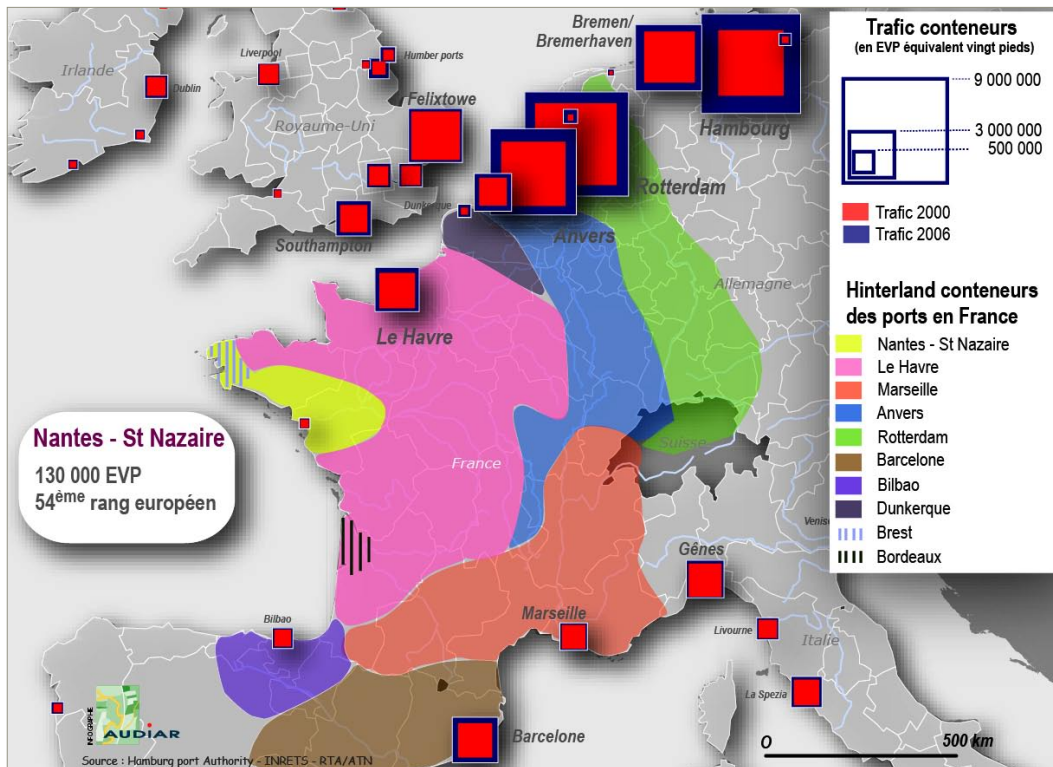 Bremen/
Bremerhaven
Irlande
Dublin
Liverpool
Humber ports
Royaume-Uni
Felixtowe
Hambourg
Rotterdam
Dunkerque
Anvers
Southampton
Allemagne
Le Havre
Nantes - St Nazaire
130 000 EVP
54ème rang européen
France
Suisse
Venise
Gênes
Marseille
Bilbao
Livourne
Italie
La Spezia
Barcelone
INFOGRAPHIE
AUDIAR
Source : Hamburg port Authority - INRETS - RTA/ATN
O
500 km
Trafic conteneurs
(en EVP équivalent vingt pieds)
9 000 000
3 000 000
500 000
Trafic 2000
Trafic 2006
Hinterland conteneurs
des ports en France
Nantes - St Nazaire
Le Havre
Marseille
Anvers
Rotterdam
Barcelone
Bilbao
Dunkerque
Brest
Bordeaux